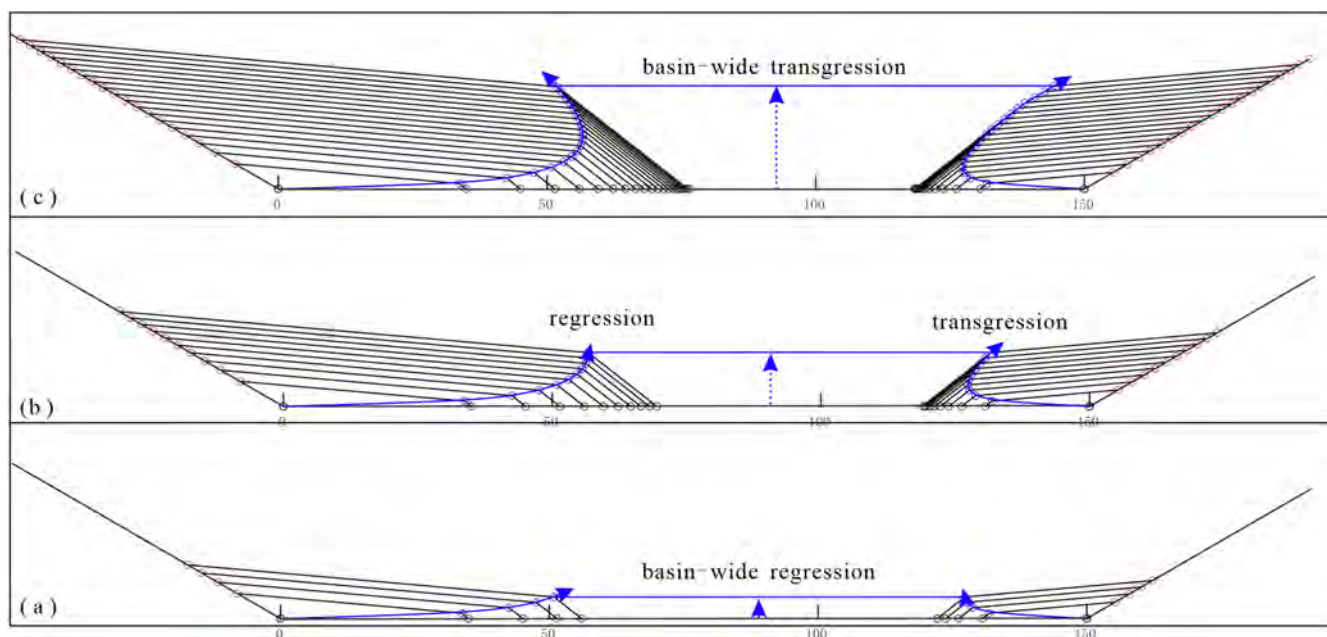 basin-wide transgression
(c)
0 50 100 150
regression transgression
(b)
0 50 100 150
basin-wide regression
(a)
0 50 100 150